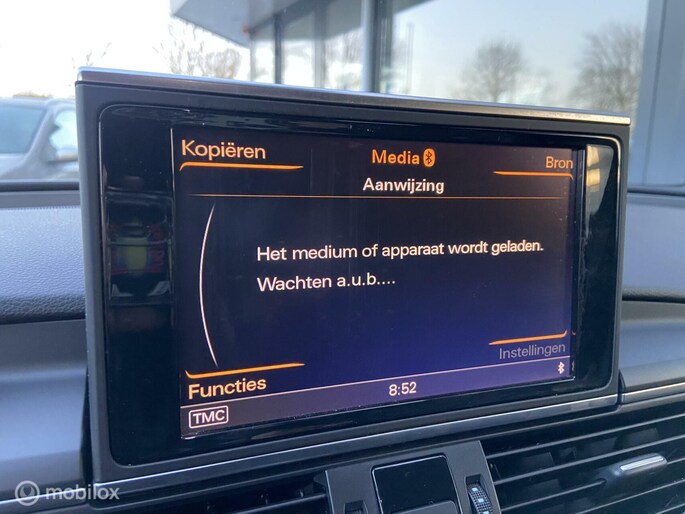 Kopiëren
Media
Bron
Aanwijzing
Het medium of apparaat wordt geladen.
Wachten a.u.b....
Instellingen
Functies
8:52
TMC
mobilox